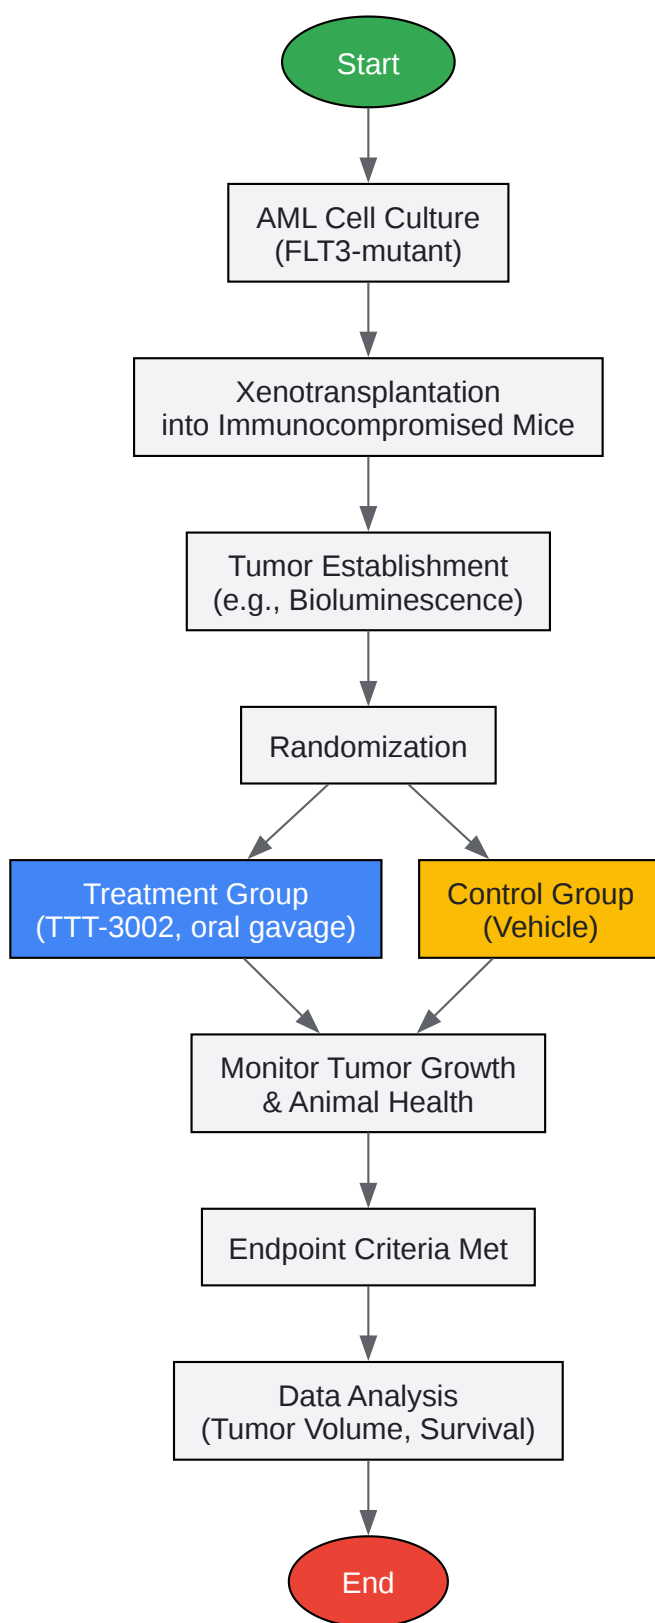 Start
AML Cell Culture
(FLT3-mutant)
Xenotransplantation
into Immunocompromised Mice
Tumor Establishment
(e.g., Bioluminescence)
Randomization
Treatment Group
(TTT-3002, oral gavage)
Control Group
(Vehicle)
Monitor Tumor Growth
& Animal Health
Endpoint Criteria Met
Data Analysis
(Tumor Volume, Survival)
End